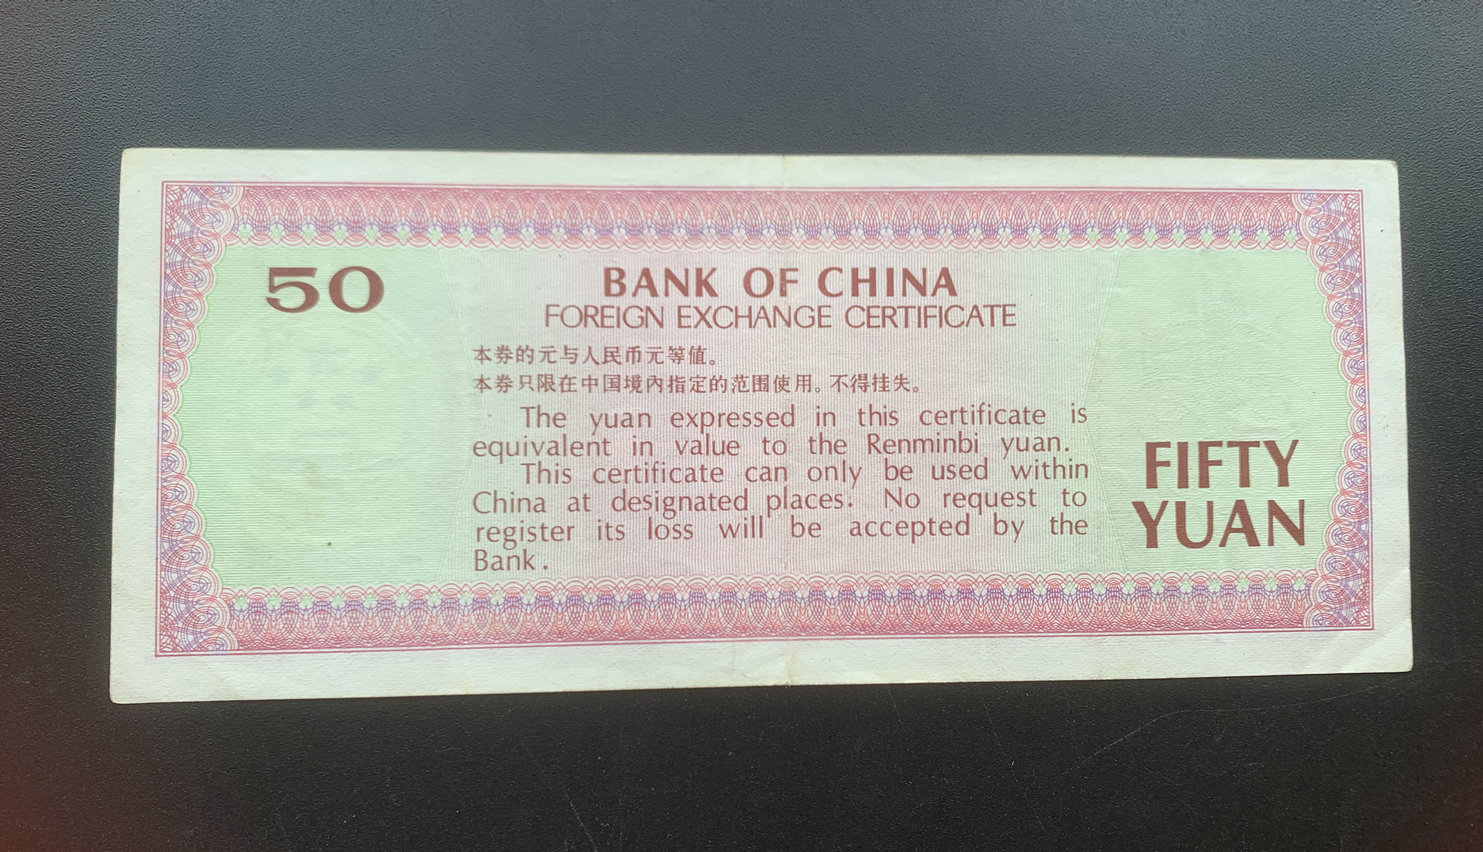 50
BANK OF CHINA
FOREIGN EXCHANGE CERTIFICATE
本券的元与人民币元等值。
本券只限在中国境内指定的范围使用。不得挂失。
The yuan expressed in this certificate is
equivalent in value to the Renminbi yuan.
This certificate can only be used within
China at designated places. No request to
register its loss will be accepted by the
Bank.
FIFTY
YUAN